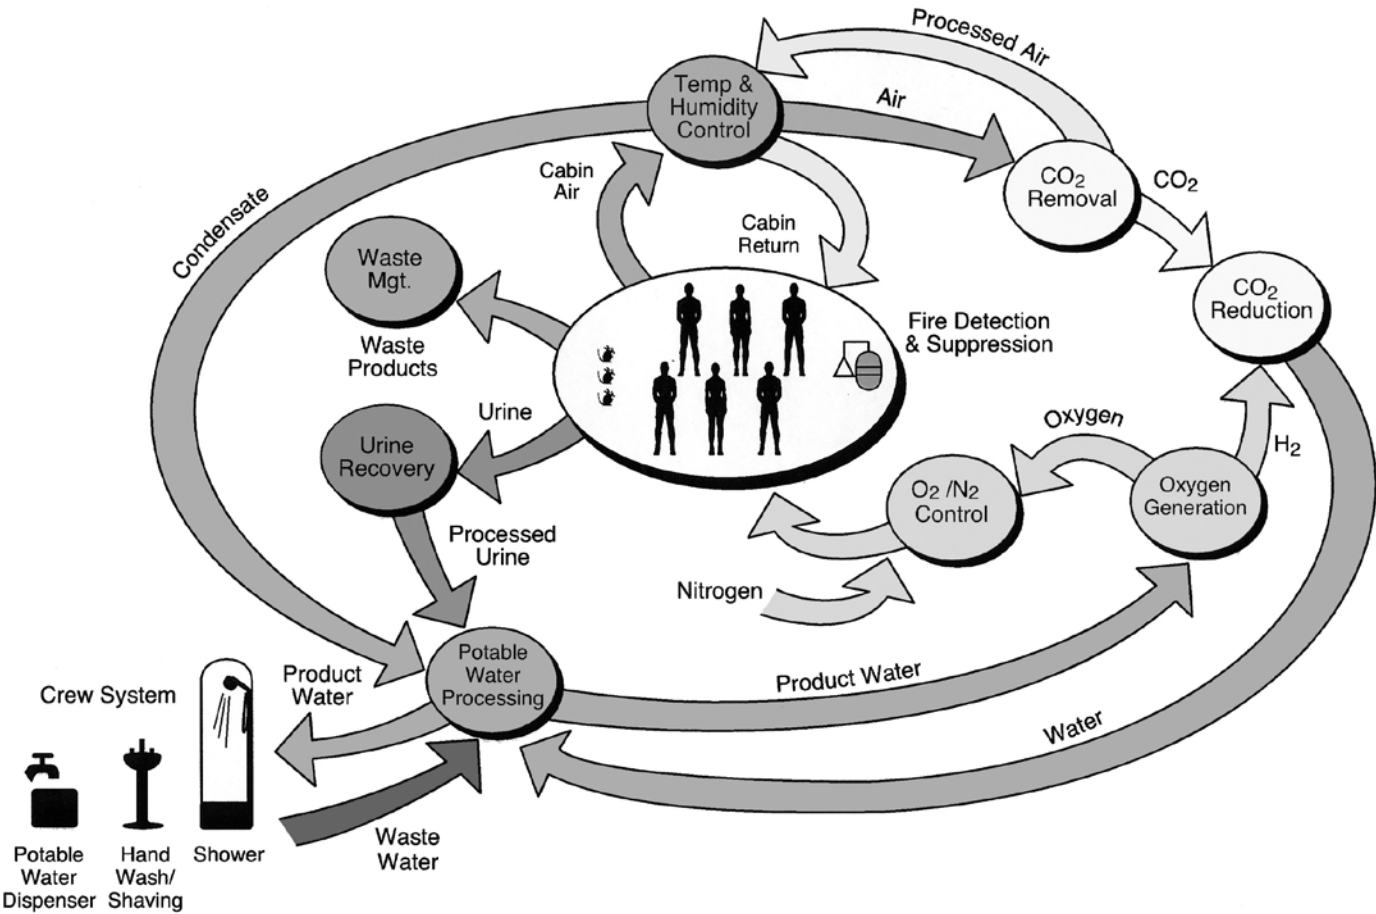 Processed Air
Temp &
Humidity
Control
Air
Cabin
Air
CO2
Removal
CO2
Condensate
Cabin
Return
Waste
Mgt.
CO2
Reduction
Fire Detection
& Suppression
Waste
Products
Urine
Oxygen
Urine
Recovery
H2
O2 /N2
Control
Oxygen
Generation
Processed
Urine
Nitrogen
Potable
Water
Processing
Product
Water
Product Water
Crew System
Water
Waste
Water
Potable
Water
Dispenser
Hand
Wash/
Shaving
Shower